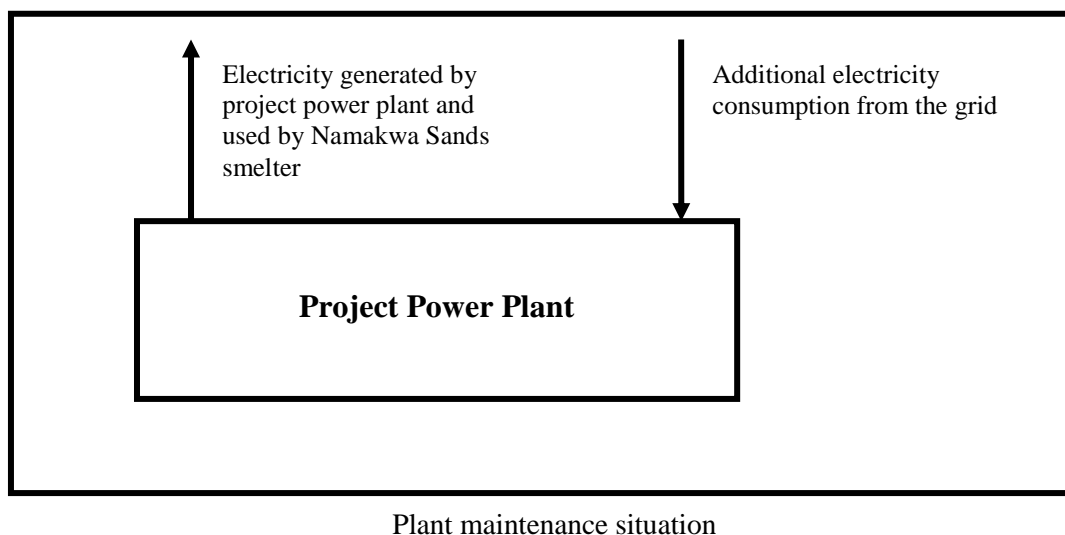 Electricity generated by
project power plant and
used by Namakwa Sands
smelter
Additional electricity
consumption from the grid
Project Power Plant
Plant maintenance situation